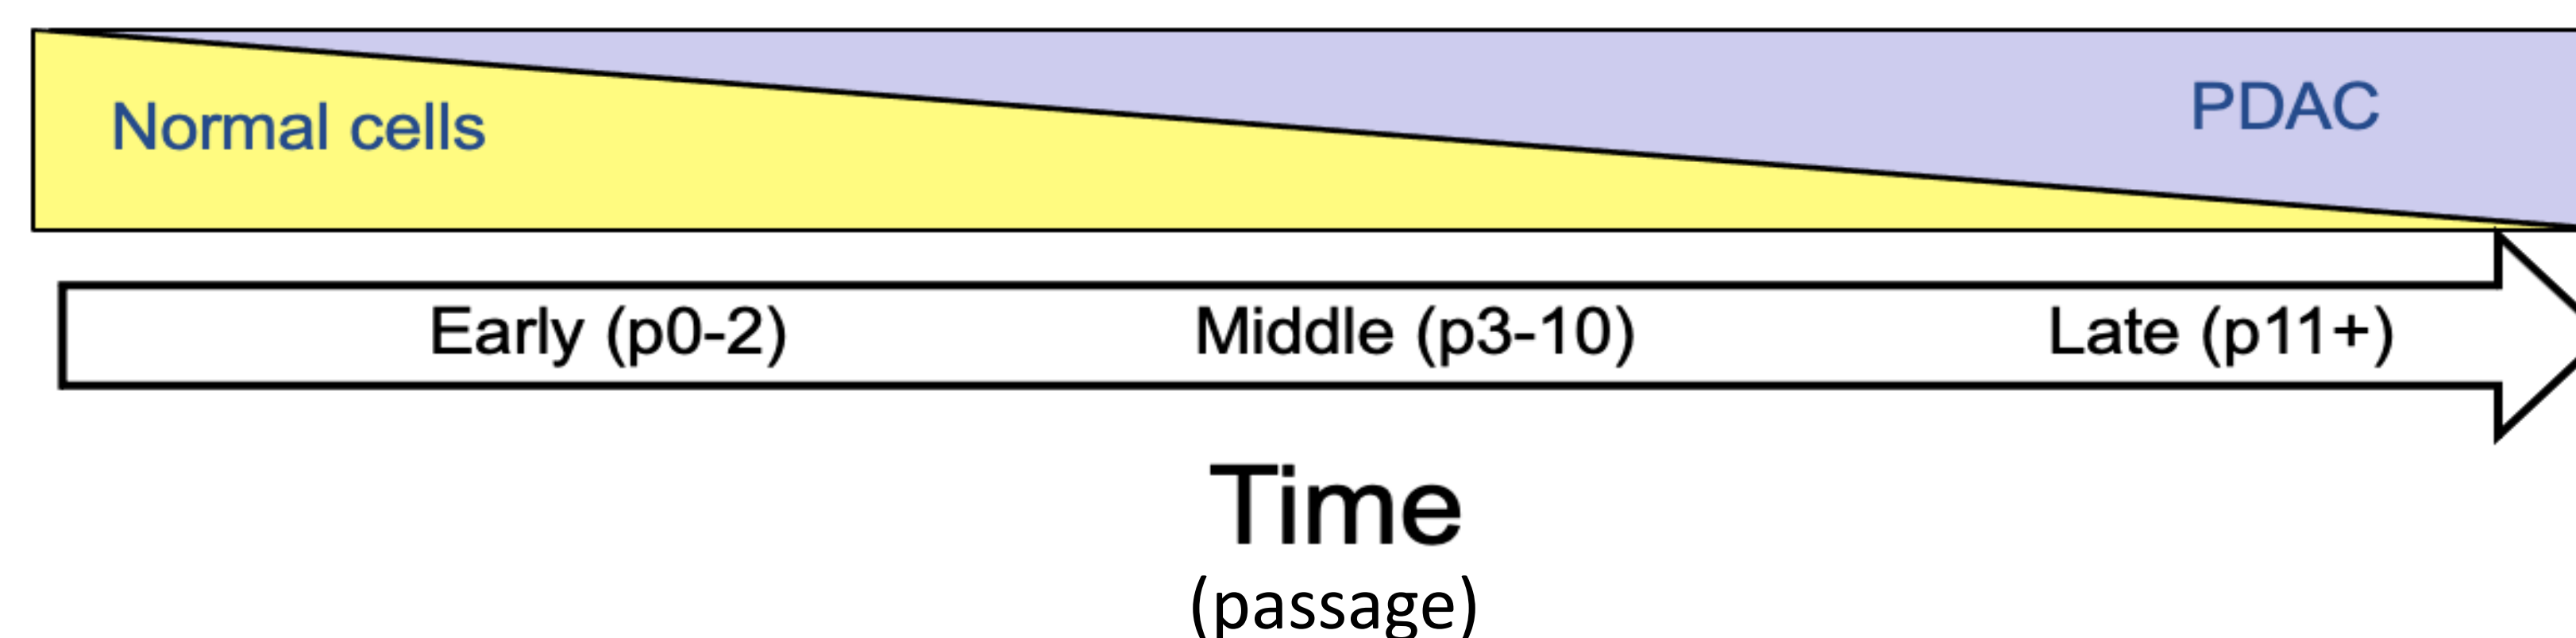 Normal cells
PDAC
Early (p0-2) Middle (p3-10) Late (p11+)
Time
(passage)